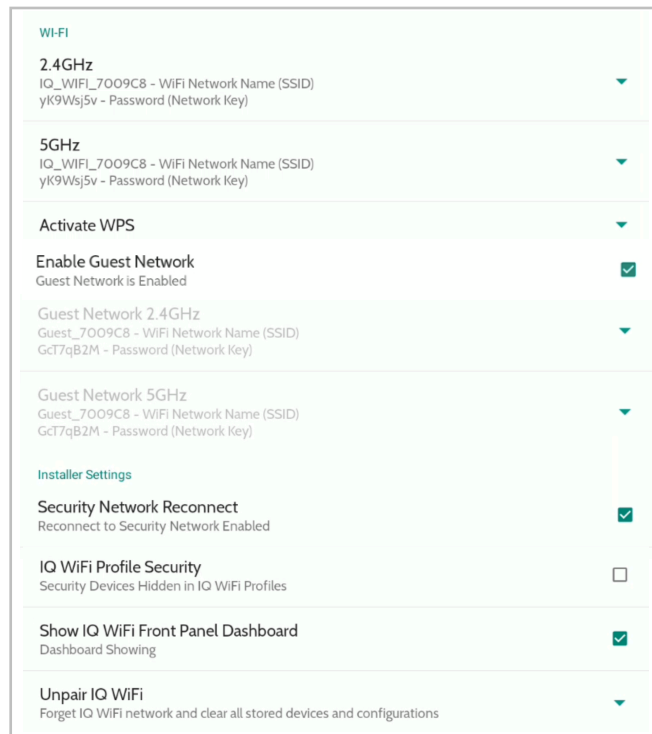 WI-FI
2.4GHz
IQ_WIFI_7009C8 - WiFi Network Name (SSID)
yK9Wsj5v - Password (Network Key)
5GHz
IQ_WIFI_7009C8 - WiFi Network Name (SSID)
yK9Wsj5v - Password (Network Key)
Activate WPS
Enable Guest Network
Guest Network is Enabled
Guest Network 2.4GHz
Guest_7009C8 - WiFi Network Name (SSID)
GcT7qB2M - Password (Network Key)
Guest Network 5GHz
Guest_7009C8 - WiFi Network Name (SSID)
GcT7qB2M - Password (Network Key)
Installer Settings
Security Network Reconnect
Reconnect to Security Network Enabled
IQ WiFi Profile Security
Security Devices Hidden in IQ WiFi Profiles
Show IQ WiFi Front Panel Dashboard
Dashboard Showing
Unpair IQ WiFi
Forget IQ WiFi network and clear all stored devices and configurations